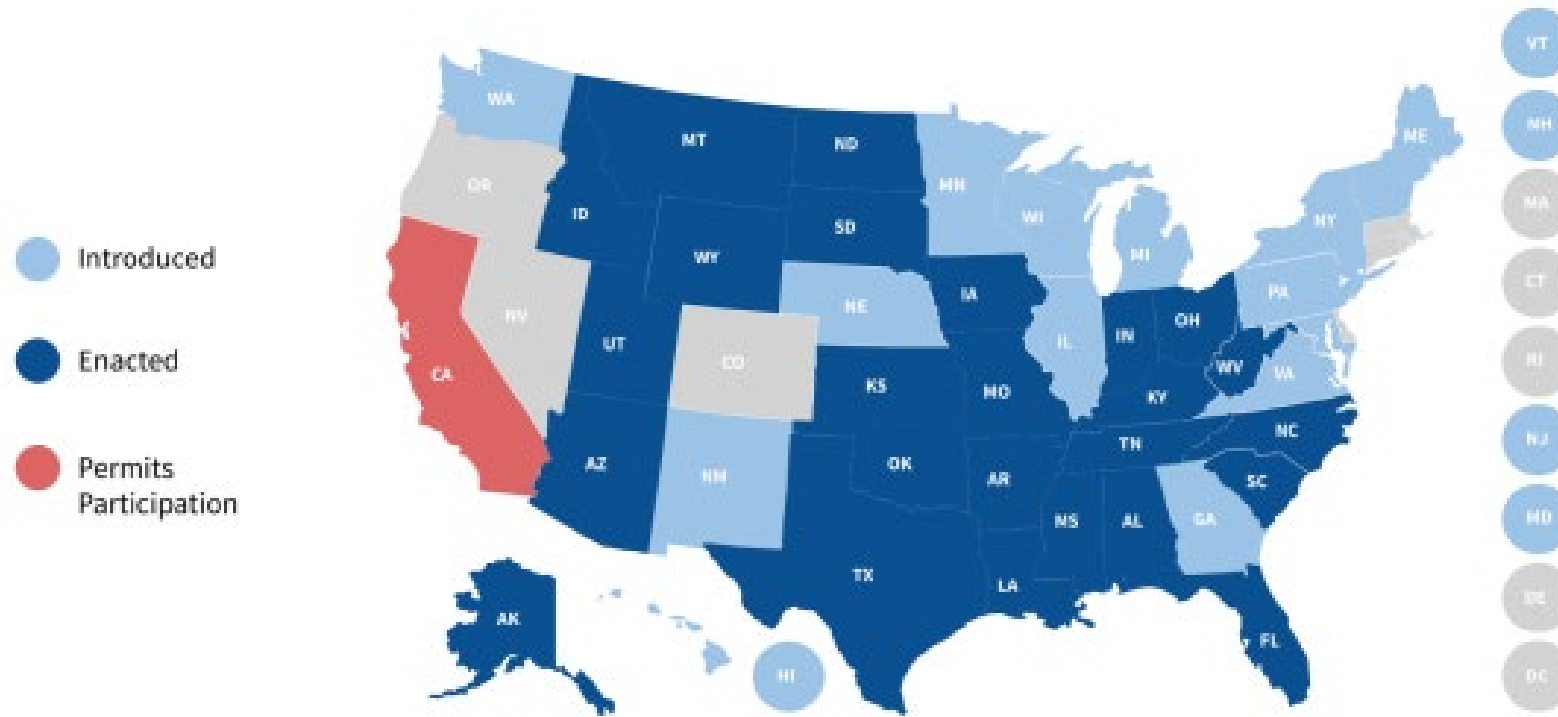 VT
WA
ME
MT
ND
NH
OR
ID
MN
SD
WI
NY
MA
Introduced
WY
MI
CT
IA
PA
NE
NV
OH
UT
IN
IL
RI
Enacted
CO
WV
CA
KS
MO
VA
KY
NJ
NC
TN
AZ
OK
NM
AR
SC
Permits
Participation
MS
AL
GA
MD
TX
LA
DE
AK
FL
HI
DC